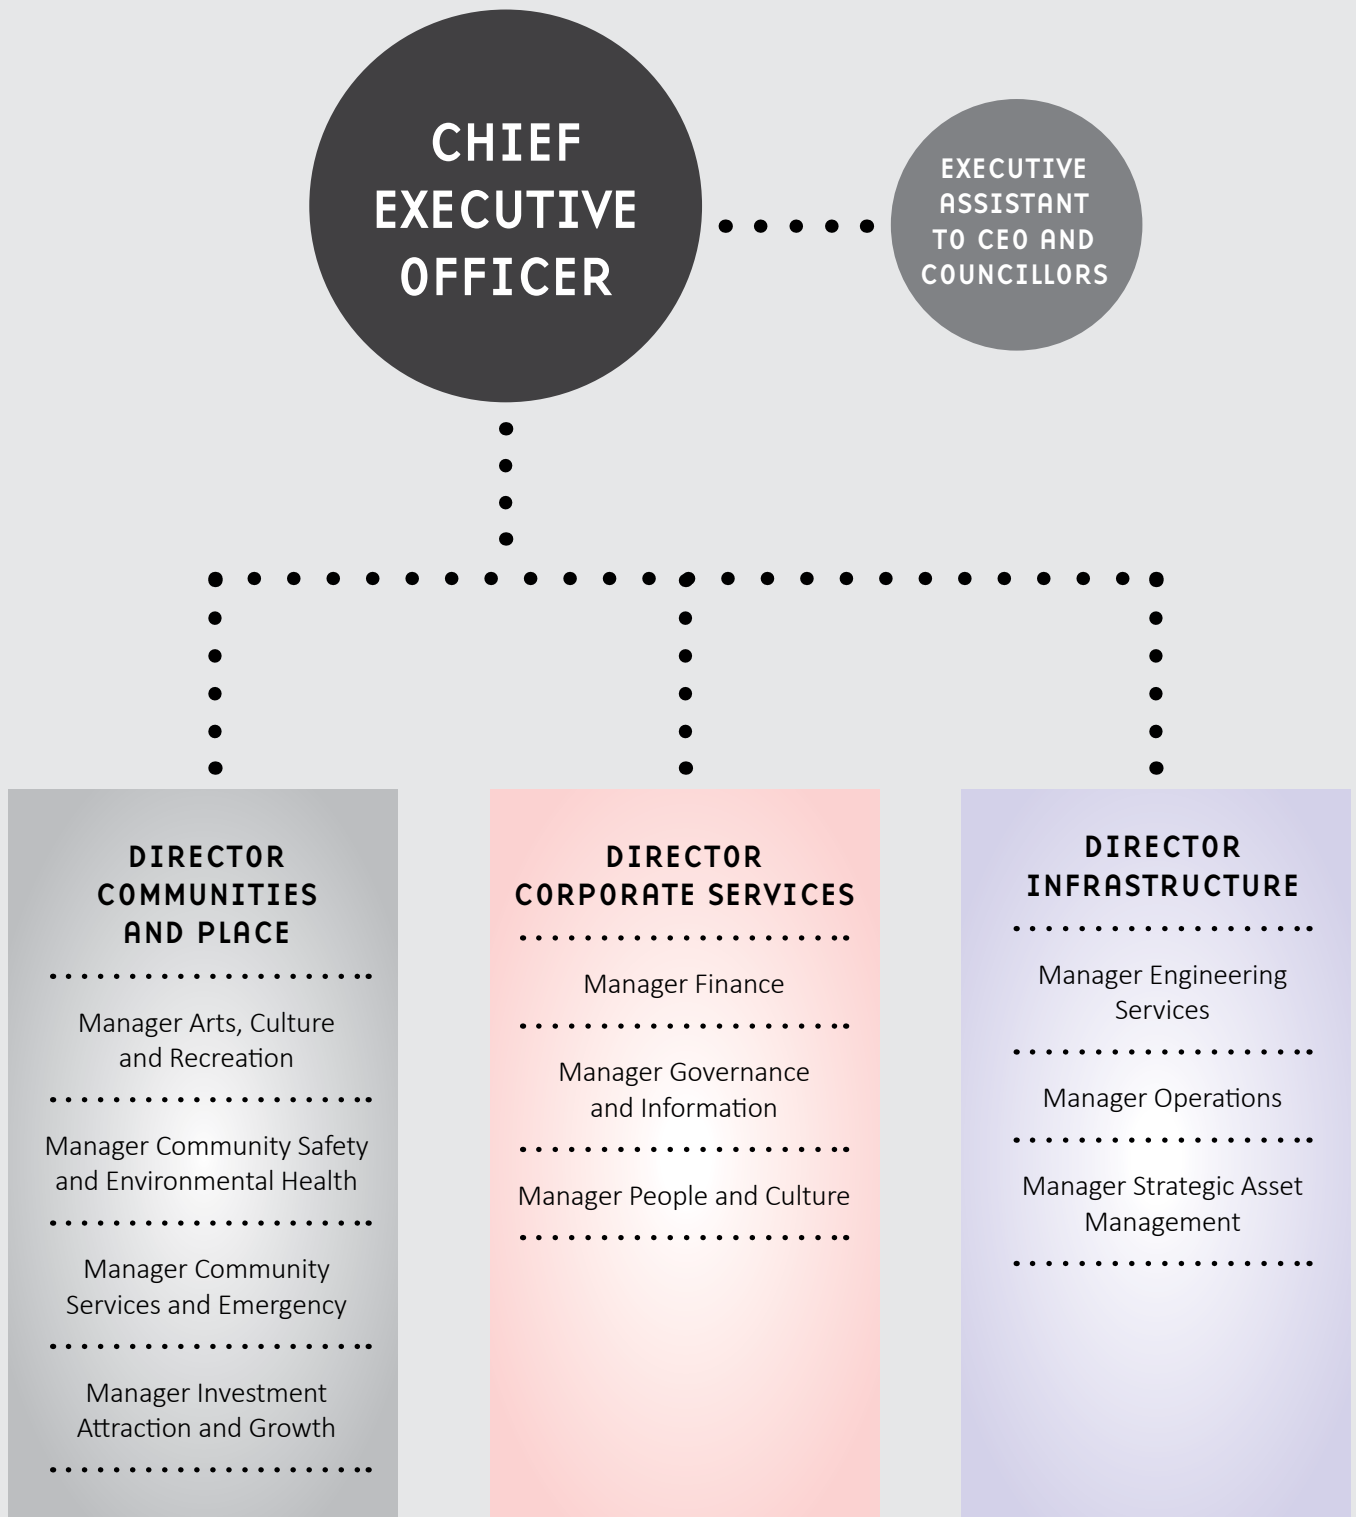 CHIEF
EXECUTIVE
OFFICER
EXECUTIVE
ASSISTANT
TO CEO AND
COUNCILLORS
DIRECTOR
COMMUNITIES
AND PLACE
Manager Arts, Culture
and Recreation
Manager Community Safety
and Environmental Health
Manager Community
Services and Emergency
Manager Investment
Attraction and Growth
DIRECTOR
CORPORATE SERVICES
Manager Finance
Manager Governance
and Information
Manager People and Culture
DIRECTOR
INFRASTRUCTURE
Manager Engineering
Services
Manager Operations
Manager Strategic Asset
Management